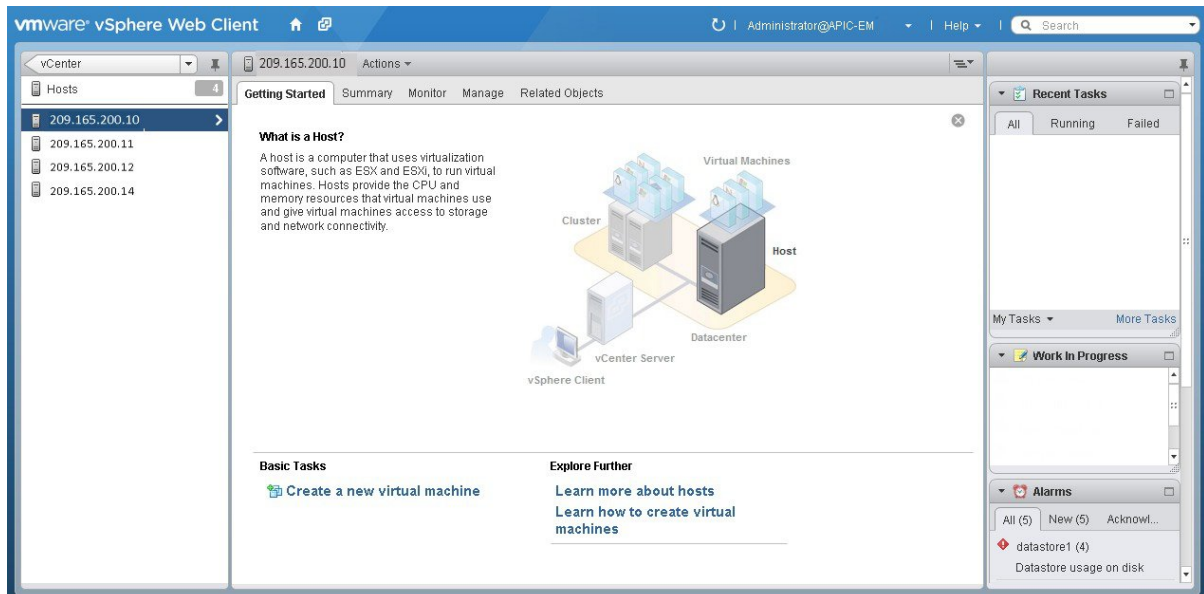 vmware® vSphere Web Client
Administrator@APIC-EM
Help
Search
vCenter
Hosts
4
209.165.200.10
209.165.200.11
209.165.200.12
209.165.200.14
209.165.200.10 Actions
Getting Started Summary Monitor Manage Related Objects
What is a Host?
A host is a computer that uses virtualization
software, such as ESX and ESXi, to run virtual
machines. Hosts provide the CPU and
memory resources that virtual machines use
and give virtual machines access to storage
and network connectivity.
Virtual Machines
Cluster
Host
Datacenter
vCenter Server
vSphere Client
Basic Tasks
Create a new virtual machine
Explore Further
Learn more about hosts
Learn how to create virtual
machines
Recent Tasks
All Running Failed
My Tasks More Tasks
Work In Progress
Alarms
All (5) New (5) Acknowl...
datastore1 (4)
Datastore usage on disk